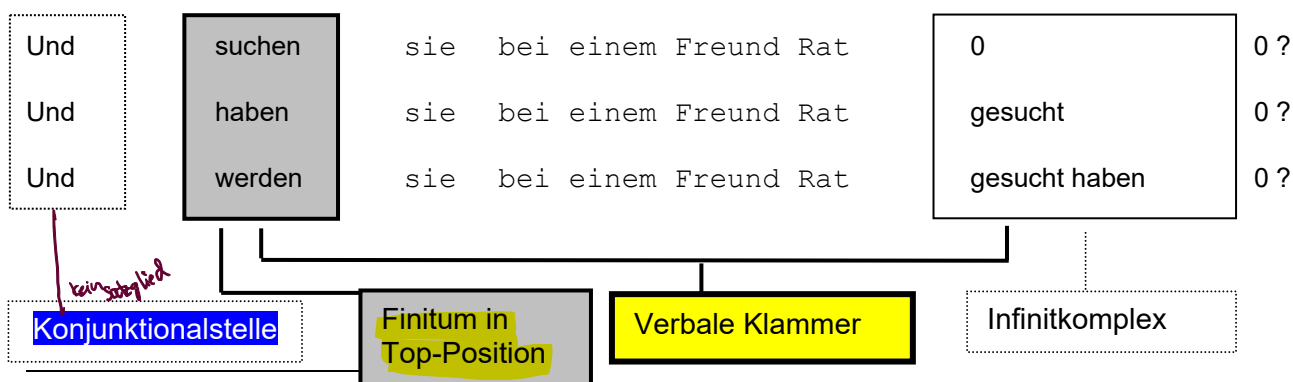 Und suchen sie bei einem Freund Rat 0 0 ?
Und haben sie bei einem Freund Rat gesucht 0 ?
Und werden sie bei einem Freund Rat gesucht haben 0 ?
kein Satzglied
Konjunktionalstelle
Finitum in
Top-Position
Verbale Klammer
Infinitkomplex